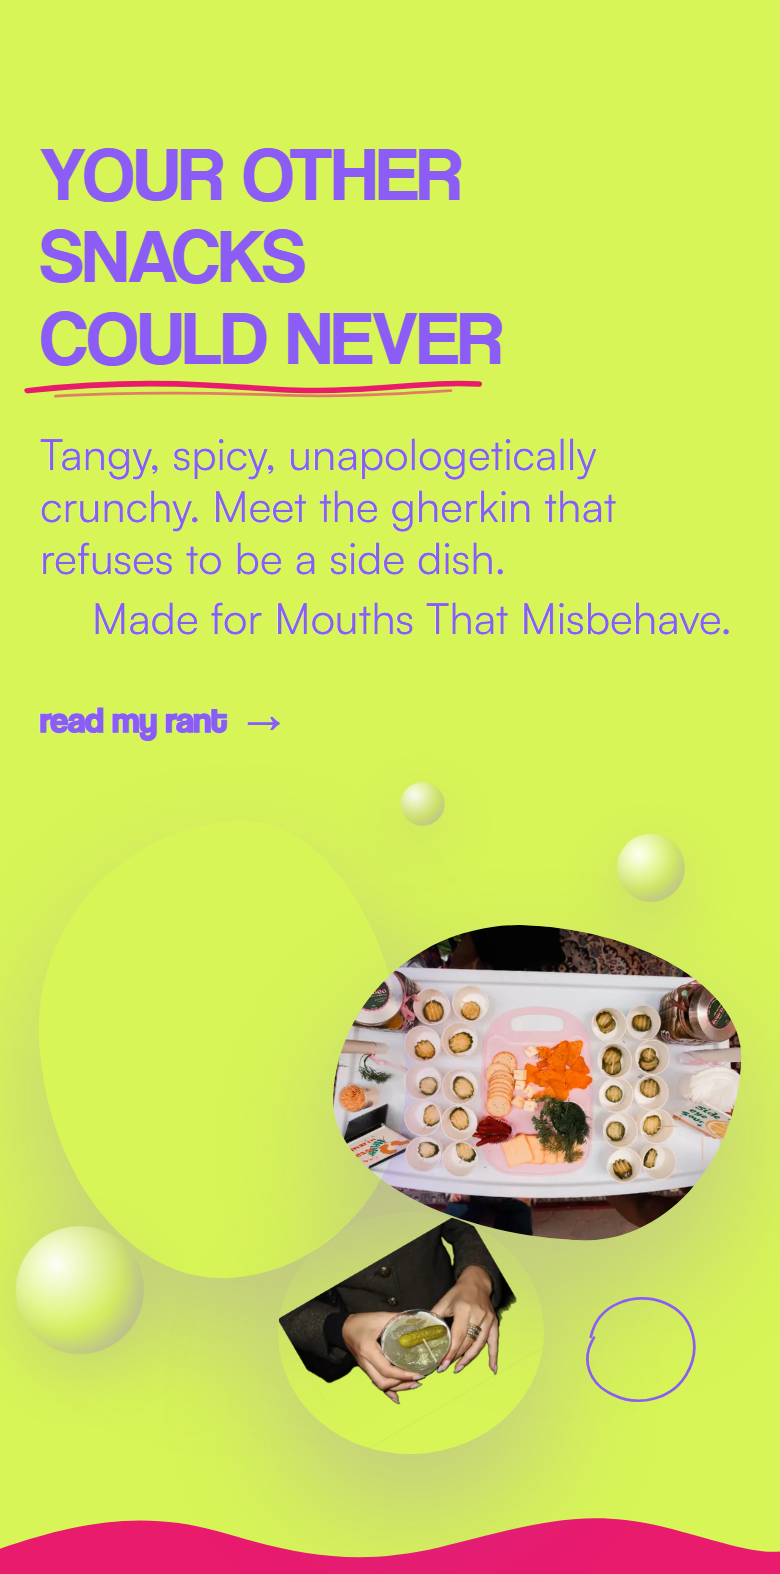 YOUR OTHER
SNACKS
COULD NEVER
Tangy, spicy, unapologetically
crunchy. Meet the gherkin that
refuses to be a side dish.
Made for Mouths That Misbehave.
read my rant →